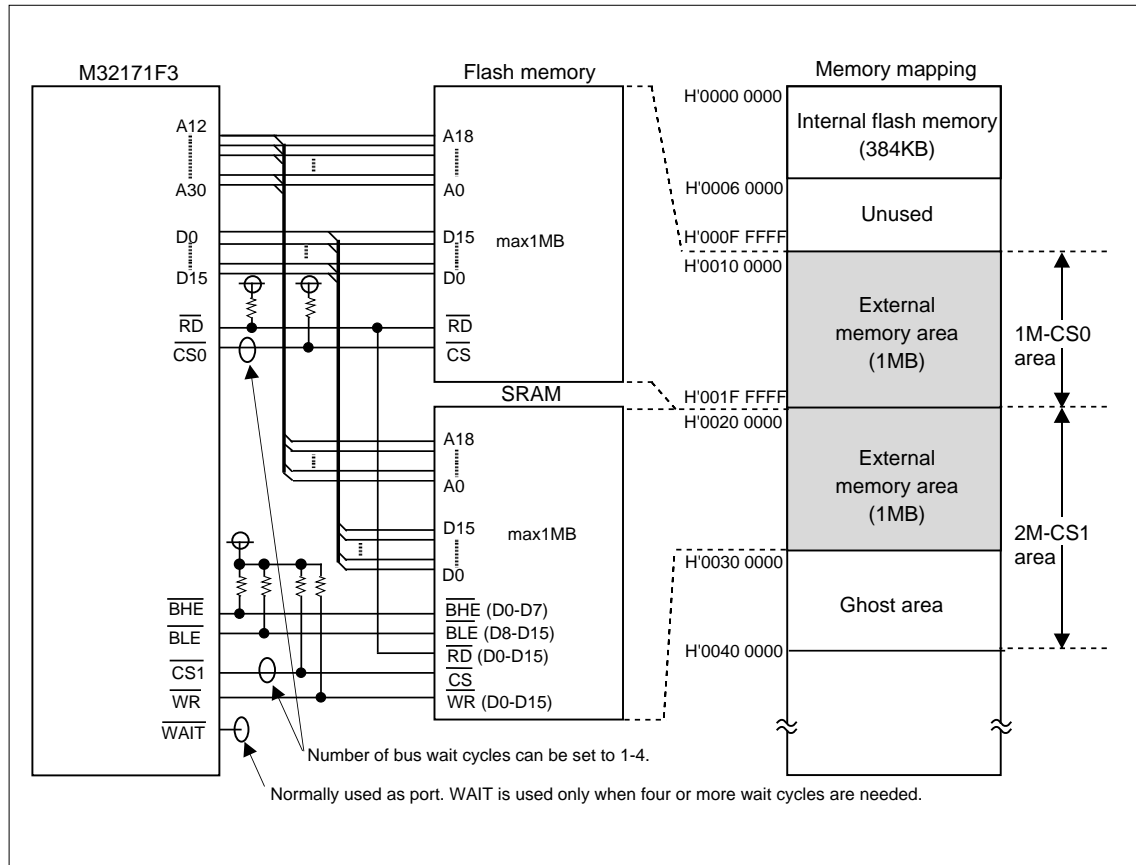 M32171F3
A12
A30
D0
D15
RD
CS0
BHE
BLE
CS1
WR
WAIT
Flash memory
A18
A0
D15
max1MB
D0
RD
CS
SRAM
A18
A0
D15
max1MB
D0
BHE (D0-D7)
BLE (D8-D15)
RD (D0-D15)
CS
WR (D0-D15)
Number of bus wait cycles can be set to 1-4.
Normally used as port. WAIT is used only when four or more wait cycles are needed.
Memory mapping
H'0000 0000
Internal flash memory
(384KB)
H'0006 0000
Unused
H'000F FFFF
H'0010 0000
External
memory area
(1MB)
1M-CS0
area
H'001F FFFF
H'0020 0000
External
memory area
(1MB)
2M-CS1
area
H'0030 0000
Ghost area
H'0040 0000